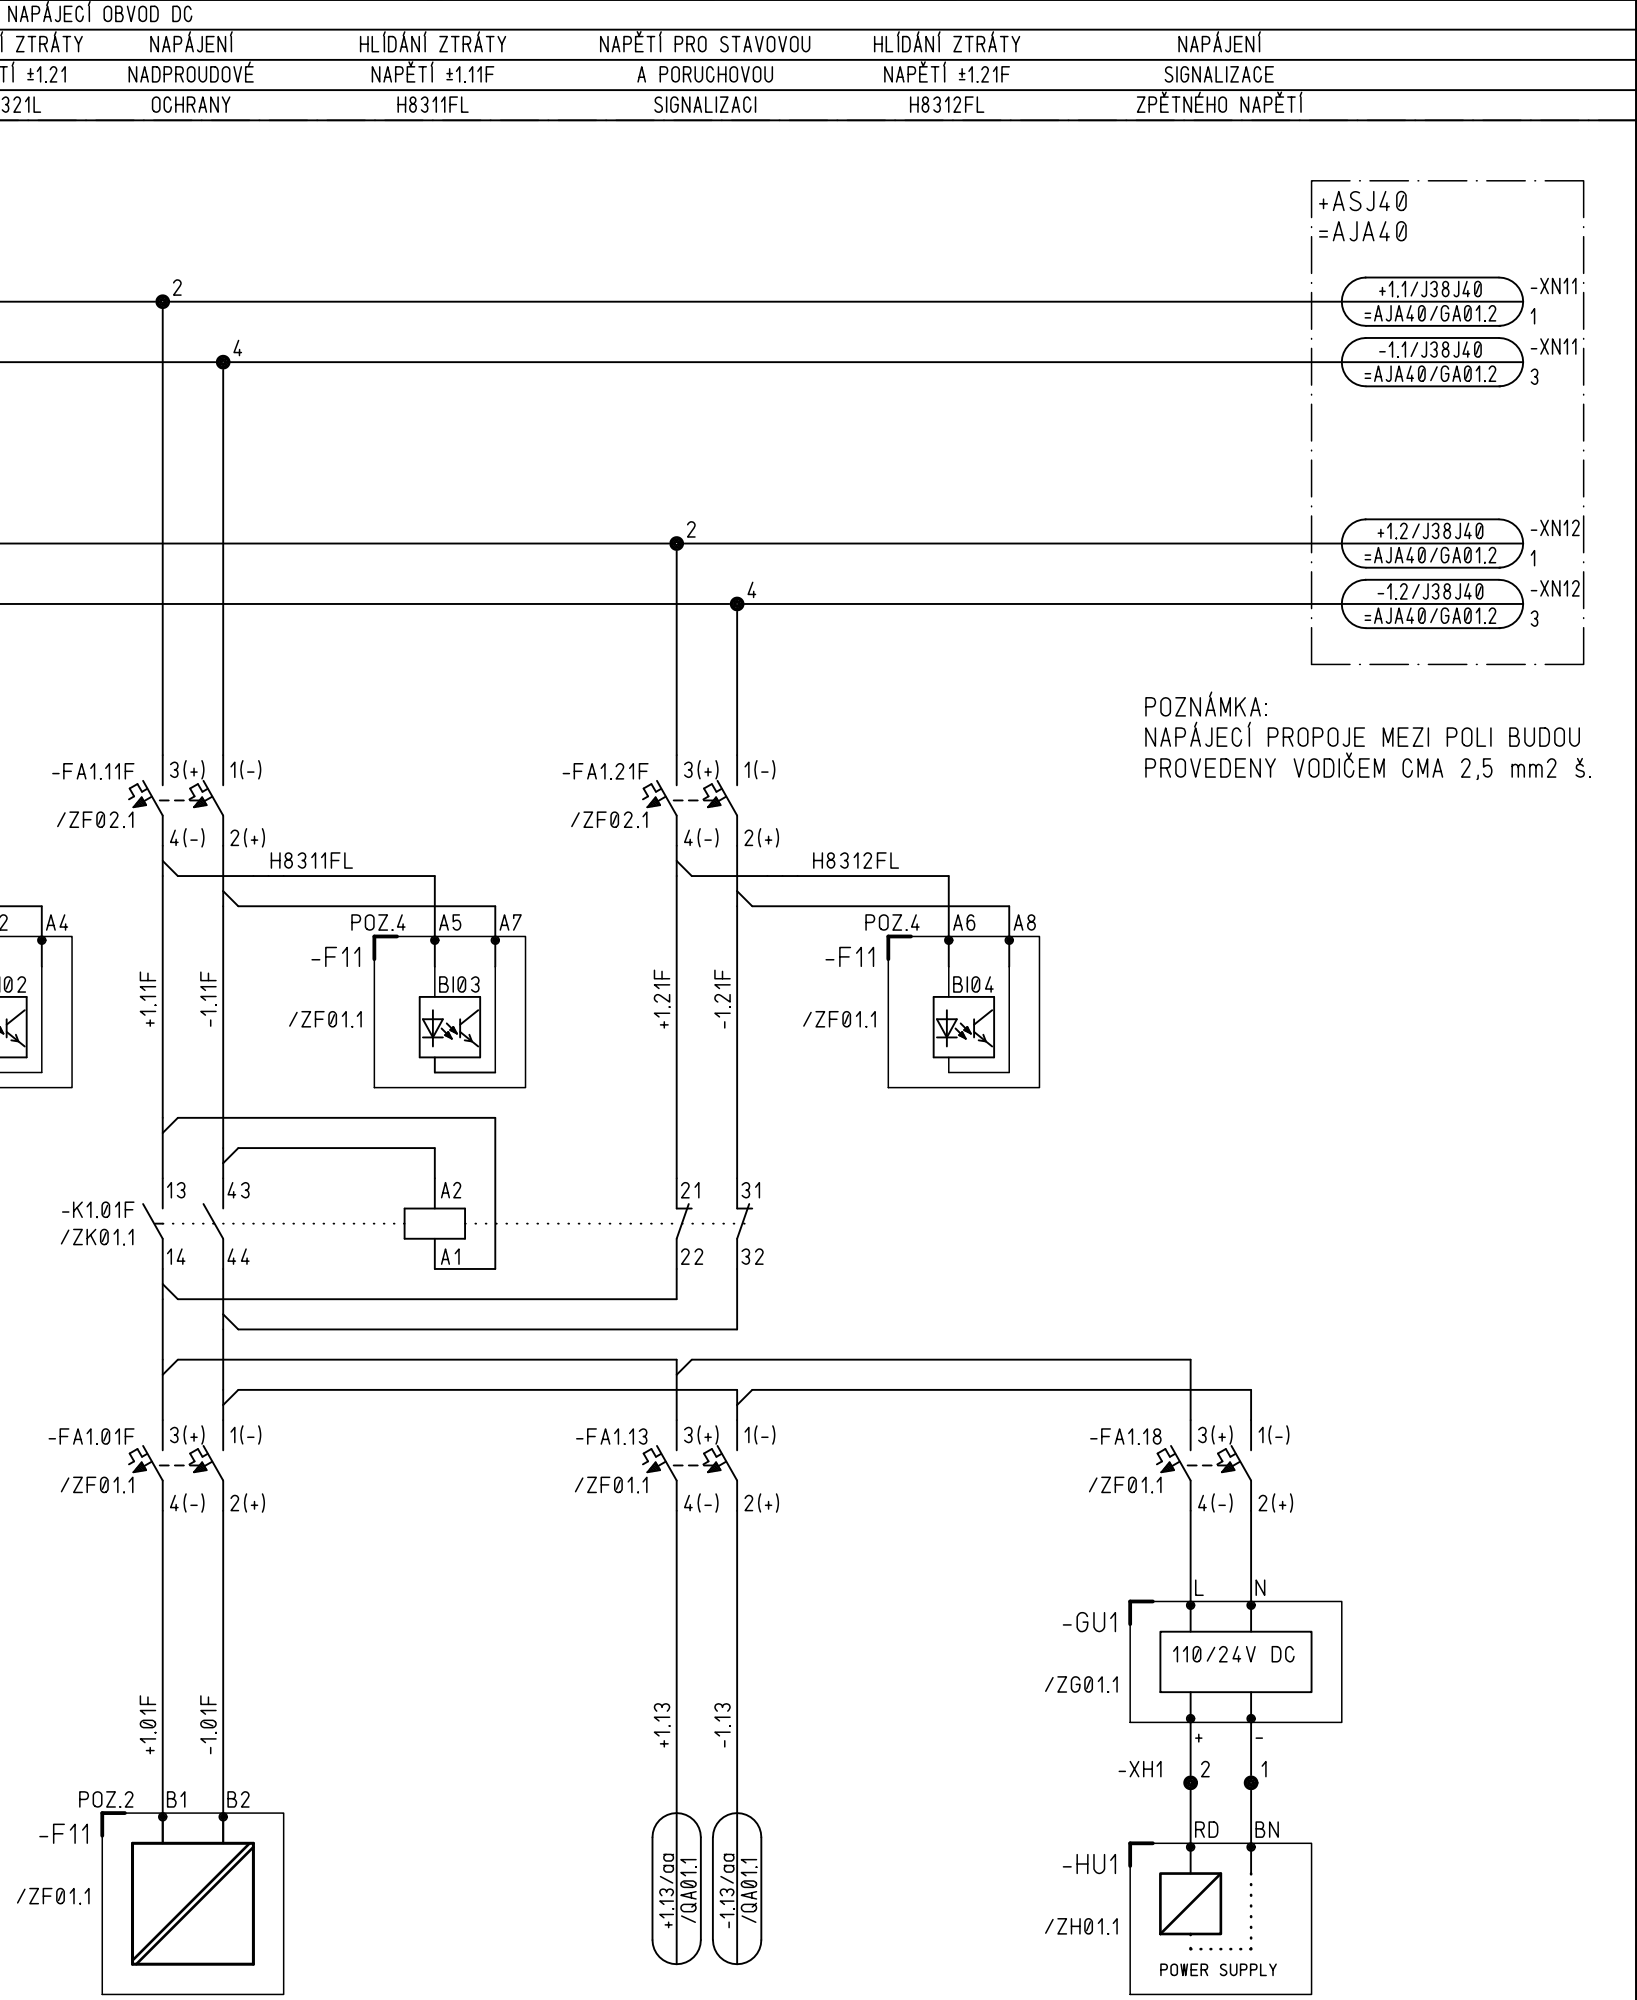 NAPÁJECÍ OBVOD DC
Í ZTRÁTY NAPÁJENÍ HLÍDÁNÍ ZTRÁTY NAPĚTÍ PRO STAVOVOU HLÍDÁNÍ ZTRÁTY NAPÁJENÍ
TÍ ±1.21 NADPROUDOVÉ NAPĚTÍ ±1.11F A PORUCHOVOU NAPĚTÍ ±1.21F SIGNALIZACE
321L OCHRANY H8311FL SIGNALIZACI H8312FL ZPĚTNÉHO NAPĚTÍ
+ASJ40
=AJA40
2 +1.1/J38J40 -XN11
=AJA40/GA01.2 1
4 -1.1/J38J40 -XN11
=AJA40/GA01.2 3
2 +1.2/J38J40 -XN12
=AJA40/GA01.2 1
4 -1.2/J38J40 -XN12
=AJA40/GA01.2 3
POZNÁMKA:
NAPÁJECÍ PROPOJE MEZI POLI BUDOU
PROVEDENY VODIČEM CMA 2,5 mm2 š.
-FA1.11F 3(+) 1(-) -FA1.21F 3(+) 1(-)
/ZF02.1 /ZF02.1
4(-) 2(+) 4(-) 2(+)
H8311FL H8312FL
2 A4 POZ.4 A5 A7 POZ.4 A6 A8
-F11 -F11
I02 +1.11F -1.11F BI03 +1.21F -1.21F BI04
/ZF01.1 /ZF01.1
13 43 A2 21 31
-K1.01F
/ZK01.1
14 44 A1 22 32
-FA1.01F 3(+) 1(-) -FA1.13 3(+) 1(-) -FA1.18 3(+) 1(-)
/ZF01.1 /ZF01.1 /ZF01.1
4(-) 2(+) 4(-) 2(+) 4(-) 2(+)
L N
-GU1
110/24V DC
/ZG01.1
+1.01F -1.01F +1.13 -1.13
+ -
-XH1 2 1
POZ.2 B1 B2
-F11
/ZF01.1
+1.13/aa
/QA01.1
-1.13/aa
/QA01.1
RD BN
-HU1
/ZH01.1
POWER SUPPLY